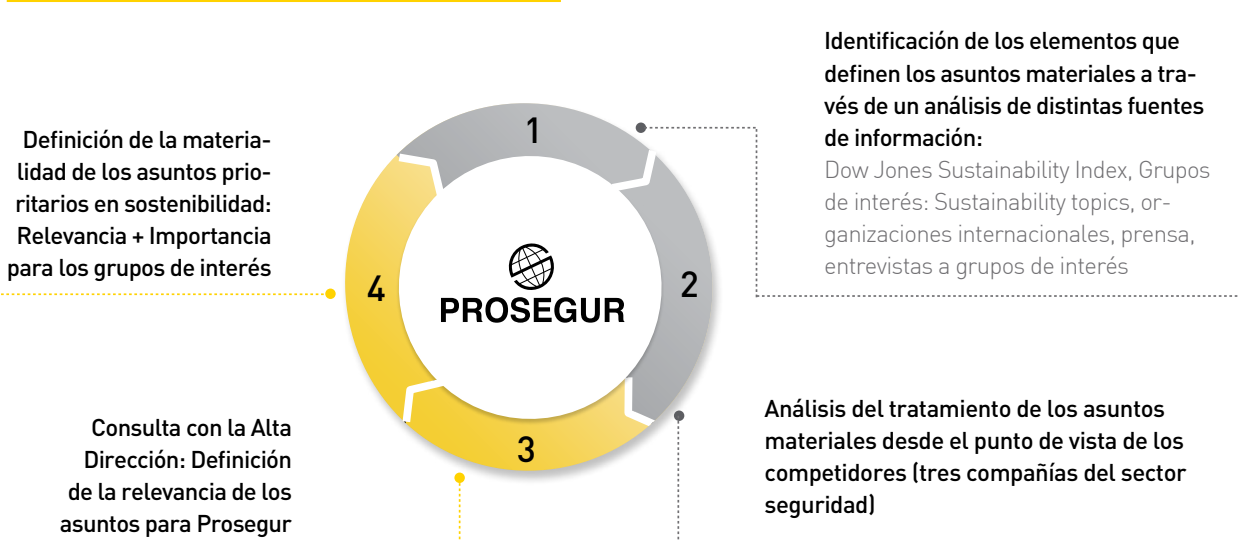 1
Identificación de los elementos que
definen los asuntos materiales a tra-
vés de un análisis de distintas fuentes
de información:
Dow Jones Sustainability Index, Grupos
de interés: Sustainability topics, or-
ganizaciones internacionales, prensa,
entrevistas a grupos de interés
2
Análisis del tratamiento de los asuntos
materiales desde el punto de vista de los
competidores (tres compañías del sector
seguridad)
3
Consulta con la Alta
Dirección: Definición
de la relevancia de los
asuntos para Prosegur
4
Definición de la materia-
lidad de los asuntos prio-
ritarios en sostenibilidad:
Relevancia + Importancia
para los grupos de interés
PROSEGUR